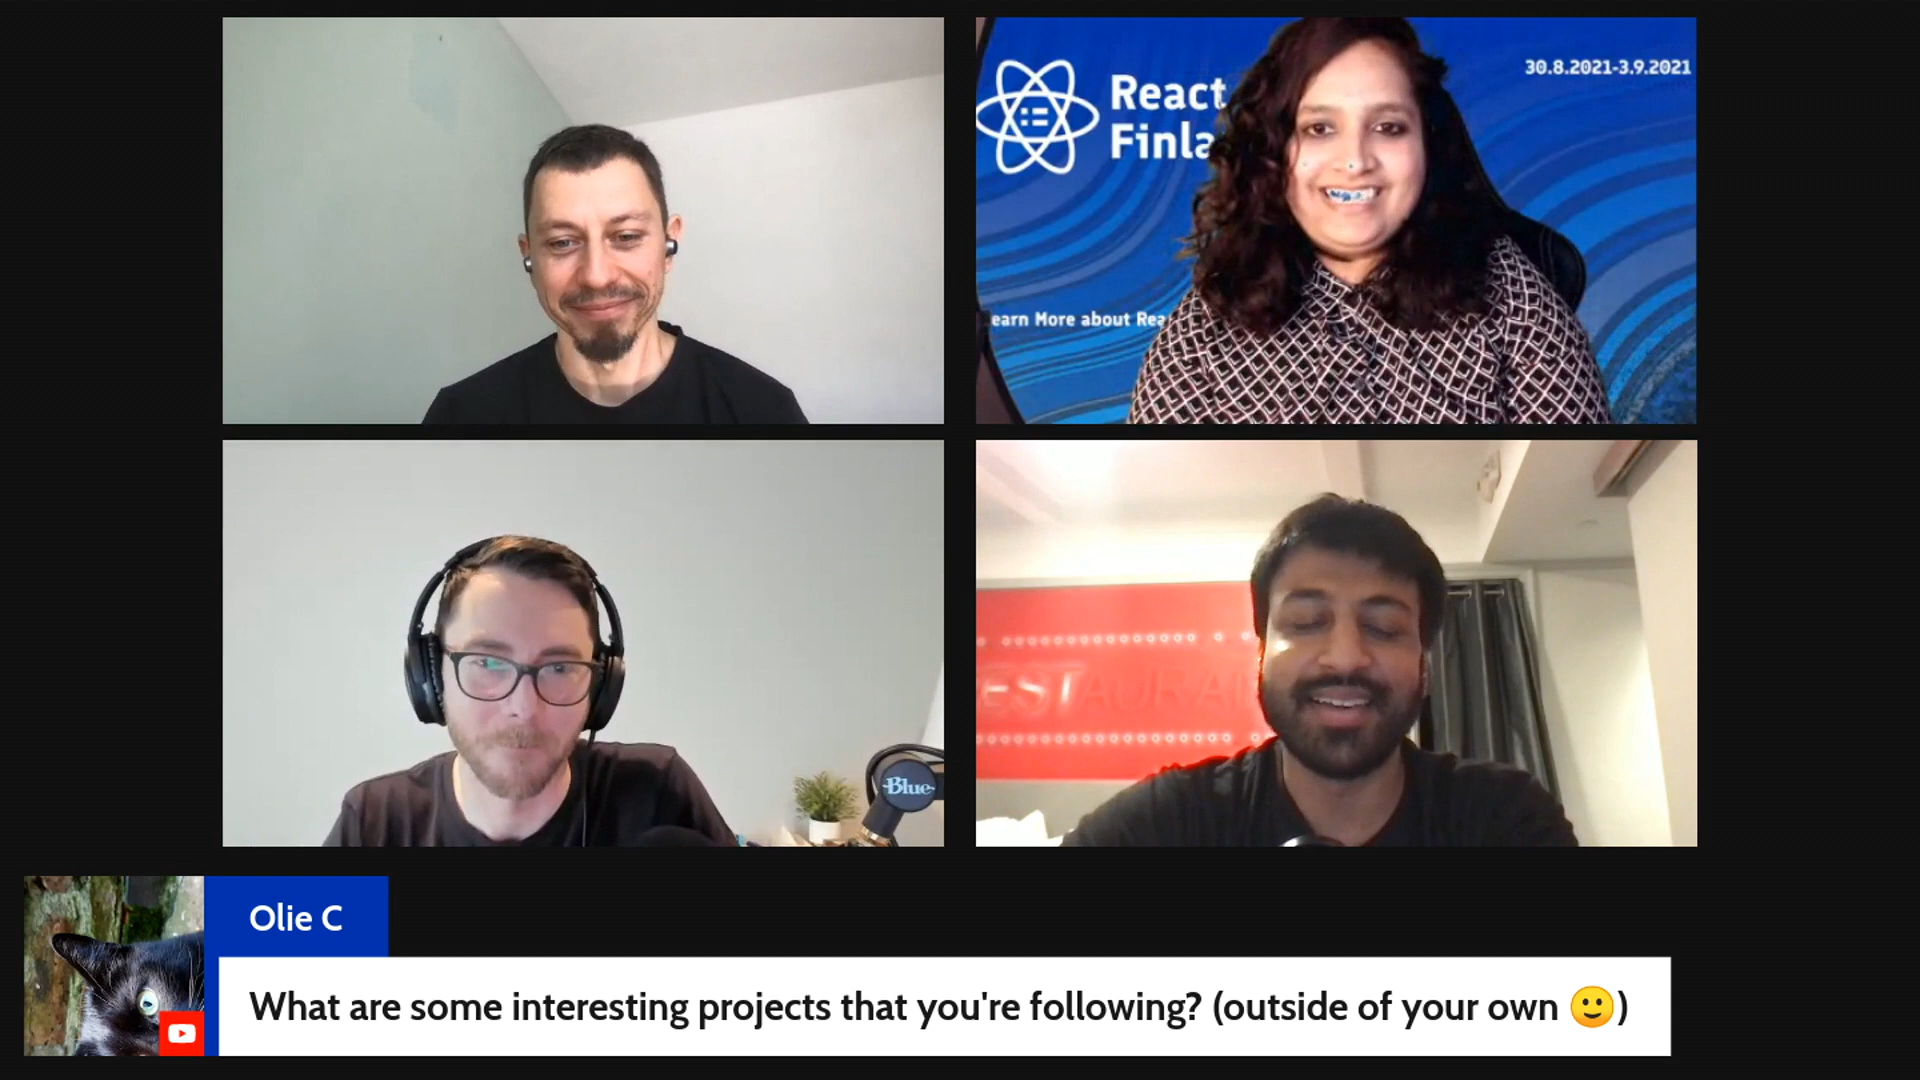 React
Finla
30.8.2021-3.9.2021
earn More about Rea
ESTAURA
Blue
Olie C
What are some interesting projects that you're following? (outside of your own 🙂)